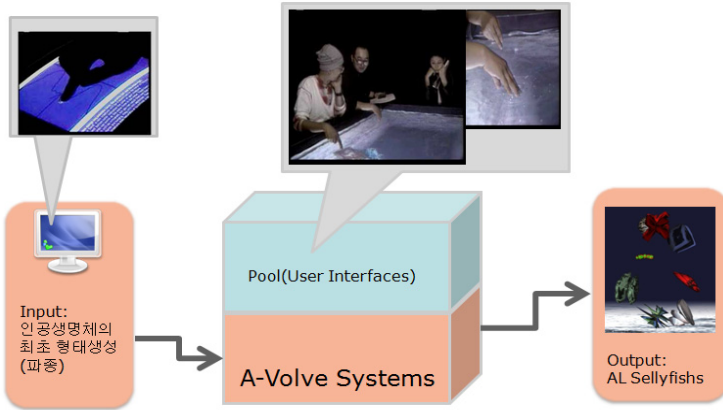 Input:
인공생명체의
최초 형태생성
(파종)
Pool(User Interfaces)
A-Volve Systems
Output:
AL Sellyfishs